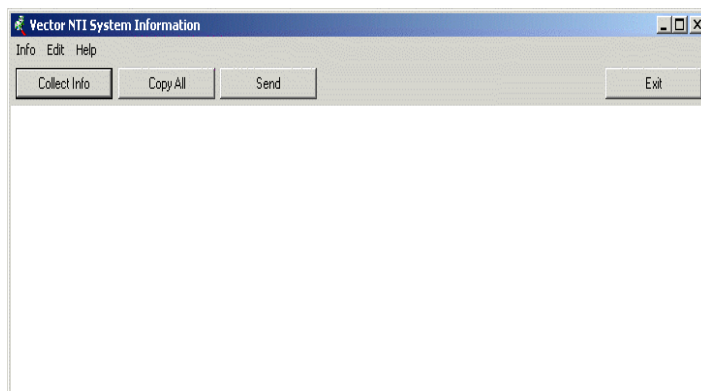 Vector NTI System Information
Info Edit Help
Collect Info Copy All Send Exit